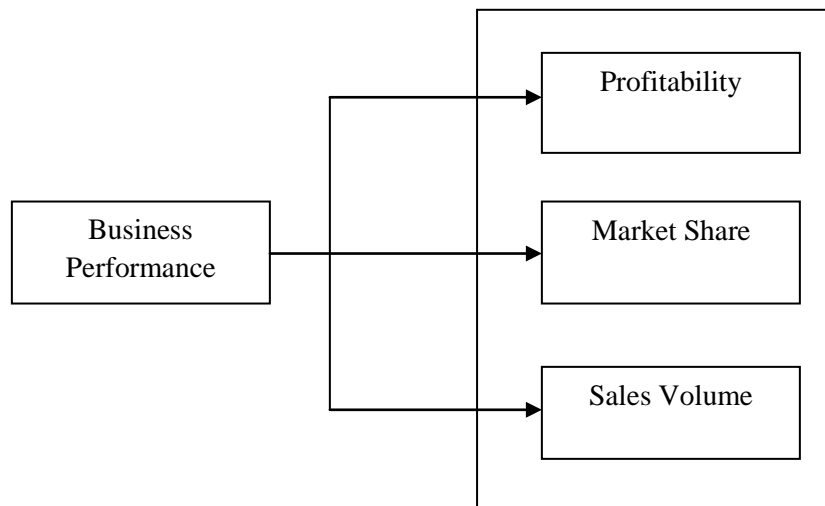 Profitability
Business
Performance
Market Share
Sales Volume